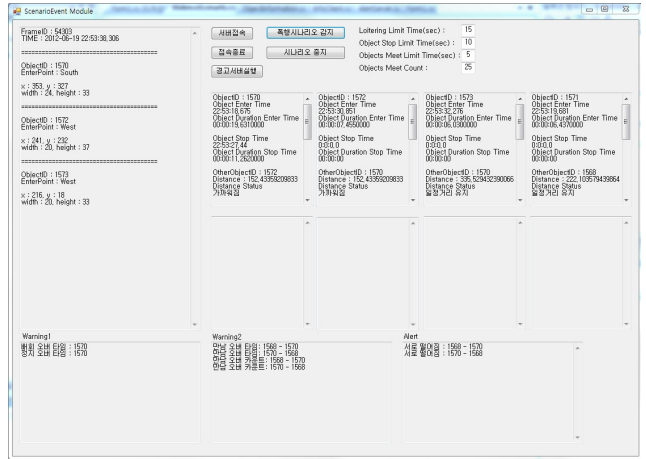 ScenarioEvent Module
FrameID : 54303
TIME : 2012-06-19 22:53:38,306
========================================
ObjectID : 1570
EnterPoint : South
x : 353, y : 327
width : 24, height : 33
========================================
ObjectID : 1572
EnterPoint : West
x : 241, y : 232
width : 20, height : 37
========================================
ObjectID : 1573
EnterPoint : West
x : 216, y : 18
width : 20, height : 33
서버접속
폭행시나리오 감지
접속종료
시나리오 중지
경고서버실행
Loitering Limit Time(sec) : 15
Object Stop Limit Time(sec) : 10
Objects Meet Limit Time(sec) : 5
Objects Meet Count : 25
ObjectID : 1570
Object Enter Time
22:53:18,675
Object Duration Enter Time
00:00:19,6310000
Object Stop Time
22:53:27,44
Object Duration Stop Time
00:00:11,2620000
OtherObjectID : 1572
Distance : 152,43359209833
Distance Status
가까워짐
ObjectID : 1572
Object Enter Time
22:53:30,851
Object Duration Enter Time
00:00:07,4550000
Object Stop Time
0:0:0,0
Object Duration Stop Time
00:00:00
OtherObjectID : 1570
Distance : 152,43359209833
Distance Status
가까워짐
ObjectID : 1573
Object Enter Time
22:53:32,276
Object Duration Enter Time
00:00:06,0300000
Object Stop Time
0:0:0,0
Object Duration Stop Time
00:00:00
OtherObjectID : 1570
Distance : 335,529432390066
Distance Status
일정거리 유지
ObjectID : 1571
Object Enter Time
22:53:19,681
Object Duration Enter Time
00:00:06,4370000
Object Stop Time
0:0:0,0
Object Duration Stop Time
00:00:00
OtherObjectID : 1568
Distance : 222,103579439864
Distance Status
일정거리 유지
Warning1
배회 오버 타임 : 1570
정지 오버 타임 : 1570
Warning2
만남 오버 타임: 1568 - 1570
만남 오버 타임: 1570 - 1568
만남 오버 카운트: 1568 - 1570
만남 오버 카운트: 1570 - 1568
Alert
서로 떨어짐 : 1568 - 1570
서로 떨어짐 : 1570 - 1568